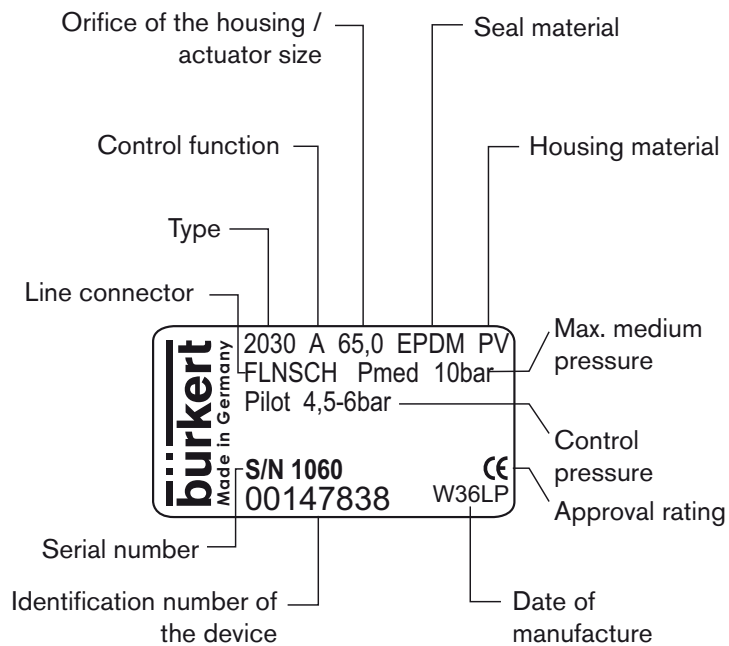 Orifice of the housing /
actuator size
Seal material
Control function
Housing material
Type
Line connector
Max. medium
pressure
burkert
Made in Germany
2030 A 65,0 EPDM PV
FLNSCH Pmed 10bar
Pilot 4,5-6bar
S/N 1060
CE
00147838
W36LP
Control
pressure
Approval rating
Serial number
Identification number of
the device
Date of
manufacture